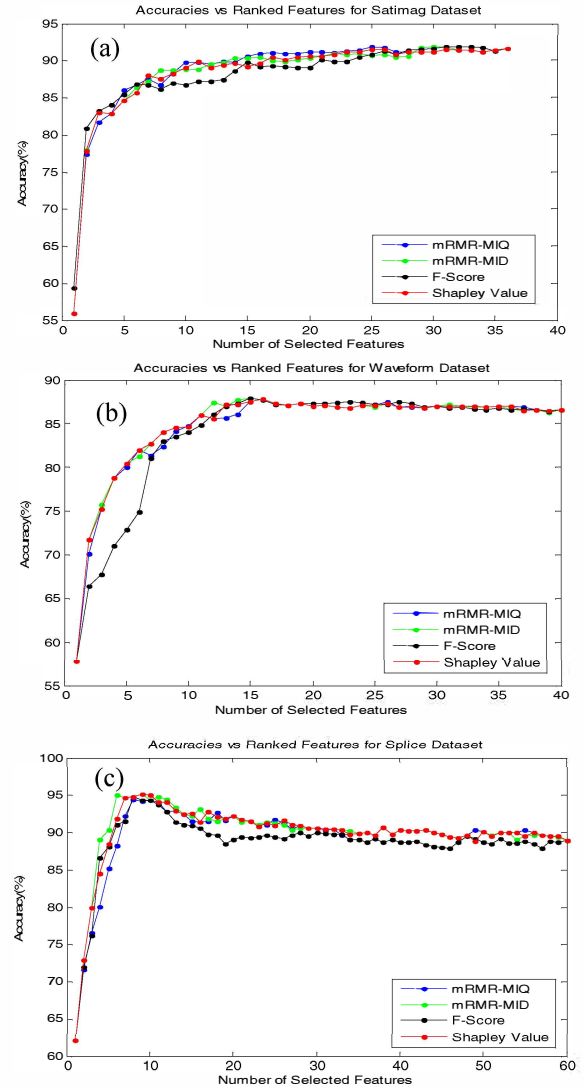 Accuracies vs Ranked Features for Satimag Dataset
(a)
95
90
85
80
75
70
65
60
55
Accuracy(%)
mRMR-MIQ
mRMR-MID
F-Score
Shapley Value
0 5 10 15 20 25 30 35 40
Number of Selected Features
Accuracies vs Ranked Features for Waveform Dataset
(b)
90
85
80
75
70
65
60
55
Accuracy(%)
mRMR-MIQ
mRMR-MID
F-Score
Shapley Value
0 5 10 15 20 25 30 35 40
Number of Selected Features
Accuracies vs Ranked Features for Splice Dataset
(c)
100
95
90
85
80
75
70
65
60
Accuracy(%)
mRMR-MIQ
mRMR-MID
F-Score
Shapley Value
0 10 20 30 40 50 60
Number of Selected Features